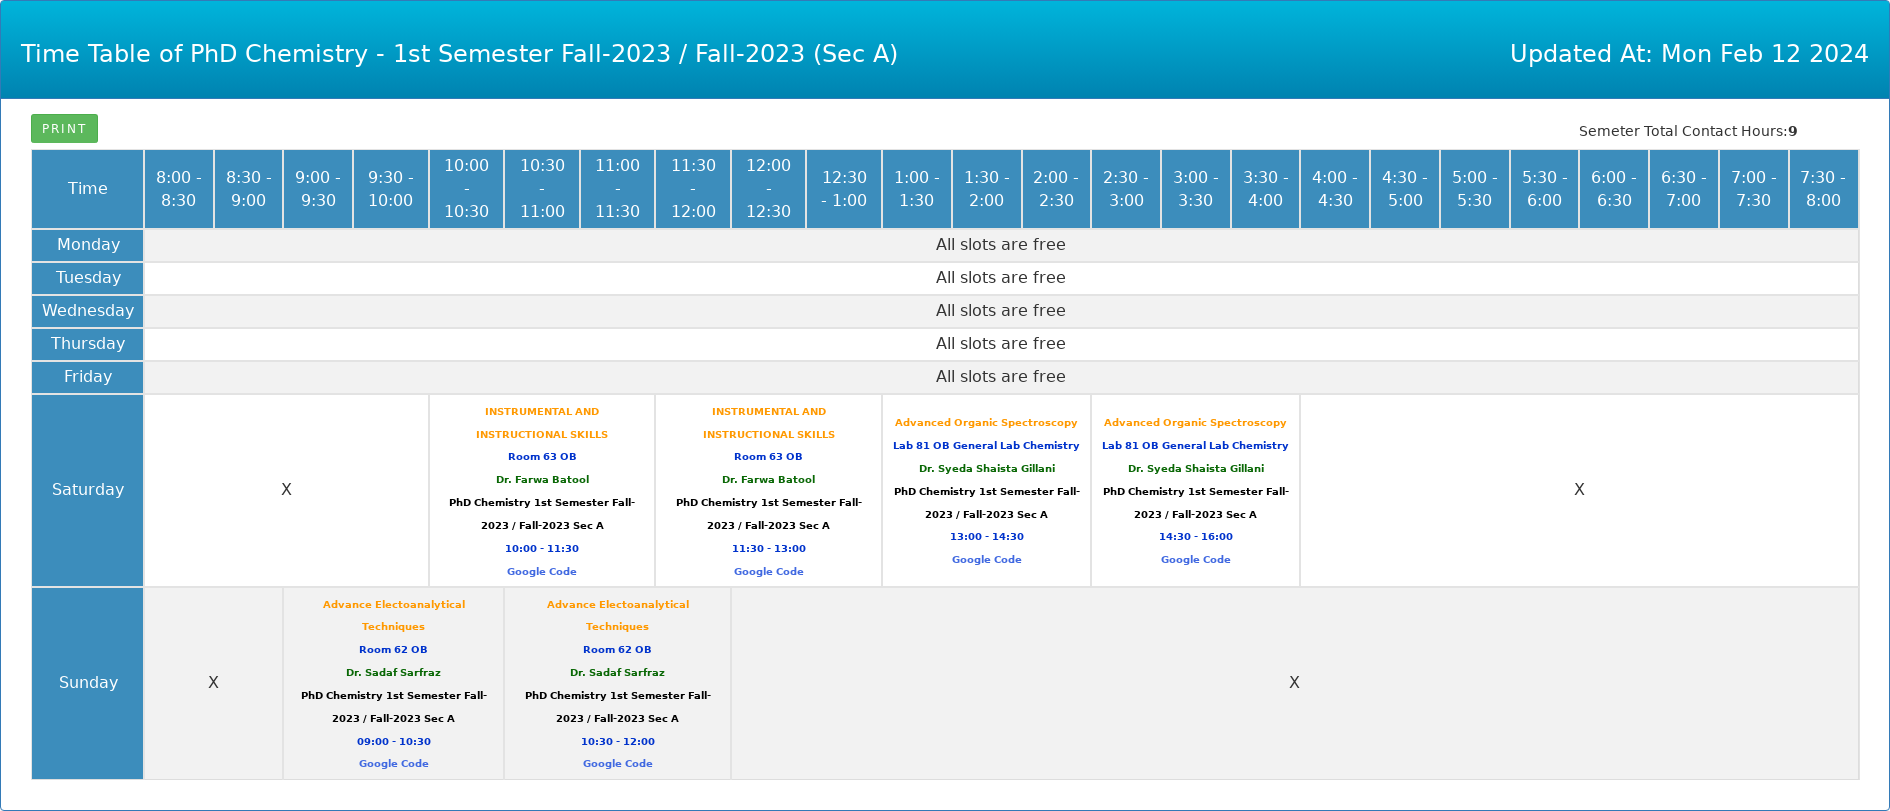 Time Table of PhD Chemistry - 1st Semester Fall-2023 / Fall-2023 (Sec A)
Updated At: Mon Feb 12 2024
PRINT
Semeter Total Contact Hours:9
Time
8:00 -
8:30
8:30 -
9:00
9:00 -
9:30
9:30 -
10:00
10:00
-
10:30
10:30
-
11:00
11:00
-
11:30
11:30
-
12:00
12:00
-
12:30
12:30
- 1:00
1:00 -
1:30
1:30 -
2:00
2:00 -
2:30
2:30 -
3:00
3:00 -
3:30
3:30 -
4:00
4:00 -
4:30
4:30 -
5:00
5:00 -
5:30
5:30 -
6:00
6:00 -
6:30
6:30 -
7:00
7:00 -
7:30
7:30 -
8:00
Monday
All slots are free
Tuesday
All slots are free
Wednesday
All slots are free
Thursday
All slots are free
Friday
All slots are free
Saturday
X
INSTRUMENTAL AND
INSTRUCTIONAL SKILLS
Room 63 OB
Dr. Farwa Batool
PhD Chemistry 1st Semester Fall-
2023 / Fall-2023 Sec A
10:00 - 11:30
Google Code
INSTRUMENTAL AND
INSTRUCTIONAL SKILLS
Room 63 OB
Dr. Farwa Batool
PhD Chemistry 1st Semester Fall-
2023 / Fall-2023 Sec A
11:30 - 13:00
Google Code
Advanced Organic Spectroscopy
Lab 81 OB General Lab Chemistry
Dr. Syeda Shaista Gillani
PhD Chemistry 1st Semester Fall-
2023 / Fall-2023 Sec A
13:00 - 14:30
Google Code
Advanced Organic Spectroscopy
Lab 81 OB General Lab Chemistry
Dr. Syeda Shaista Gillani
PhD Chemistry 1st Semester Fall-
2023 / Fall-2023 Sec A
14:30 - 16:00
Google Code
X
Sunday
X
Advance Electoanalytical
Techniques
Room 62 OB
Dr. Sadaf Sarfraz
PhD Chemistry 1st Semester Fall-
2023 / Fall-2023 Sec A
09:00 - 10:30
Google Code
Advance Electoanalytical
Techniques
Room 62 OB
Dr. Sadaf Sarfraz
PhD Chemistry 1st Semester Fall-
2023 / Fall-2023 Sec A
10:30 - 12:00
Google Code
X